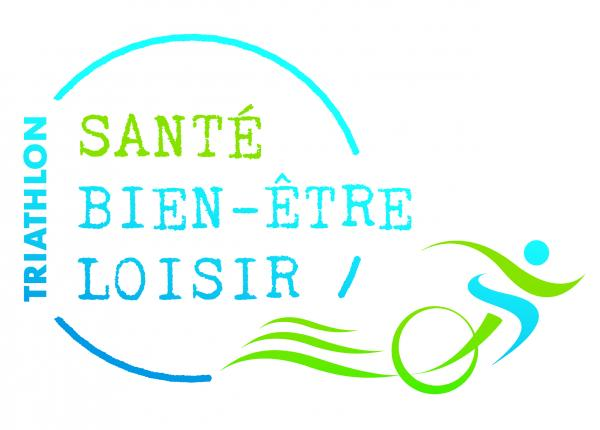 TRIATHLON
SANTÉ
BIEN-ÊTRE
LOISIR /